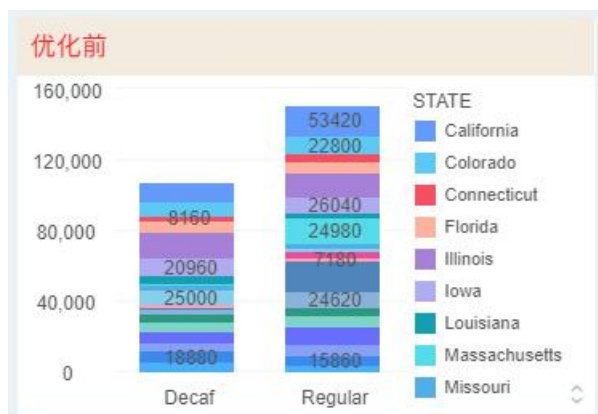 优化前
160,000
120,000
80,000
40,000
0
8160
20960
25000
18880
53420
22800
26040
24980
7180
24620
15860
Decaf
Regular
STATE
California
Colorado
Connecticut
Florida
Illinois
Iowa
Louisiana
Massachusetts
Missouri